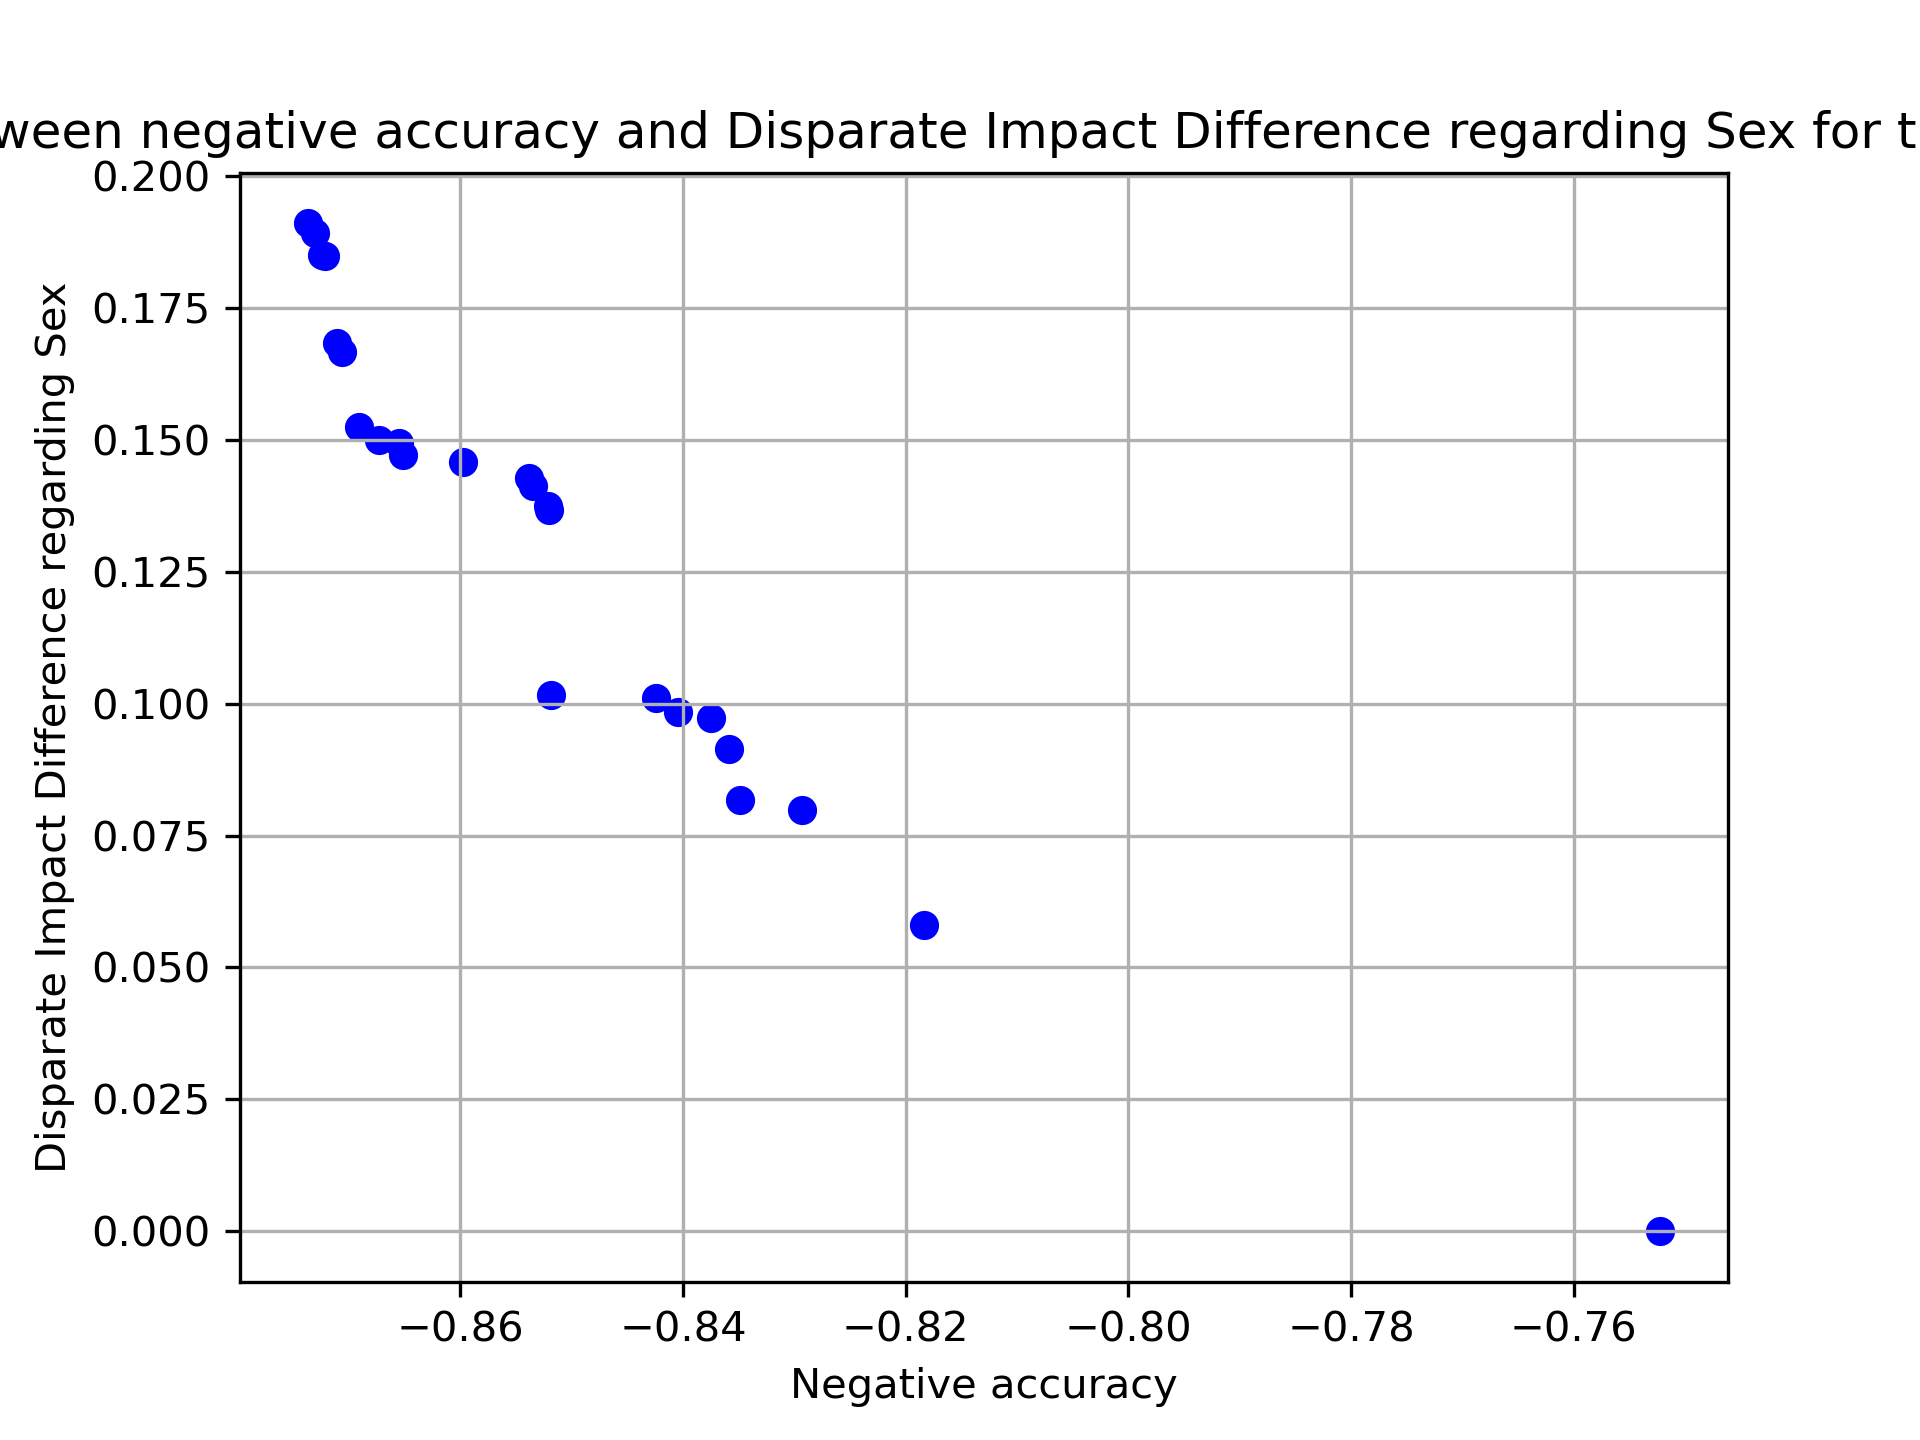 negative accuracy and Disparate Impact Difference regarding Sex for
0.200
0.175
0.150
0.125
0.100
0.075
0.050
0.025
0.000
Disparate Impact Difference regarding Sex
−0.86 −0.84 −0.82 −0.80 −0.78 −0.76
Negative accuracy